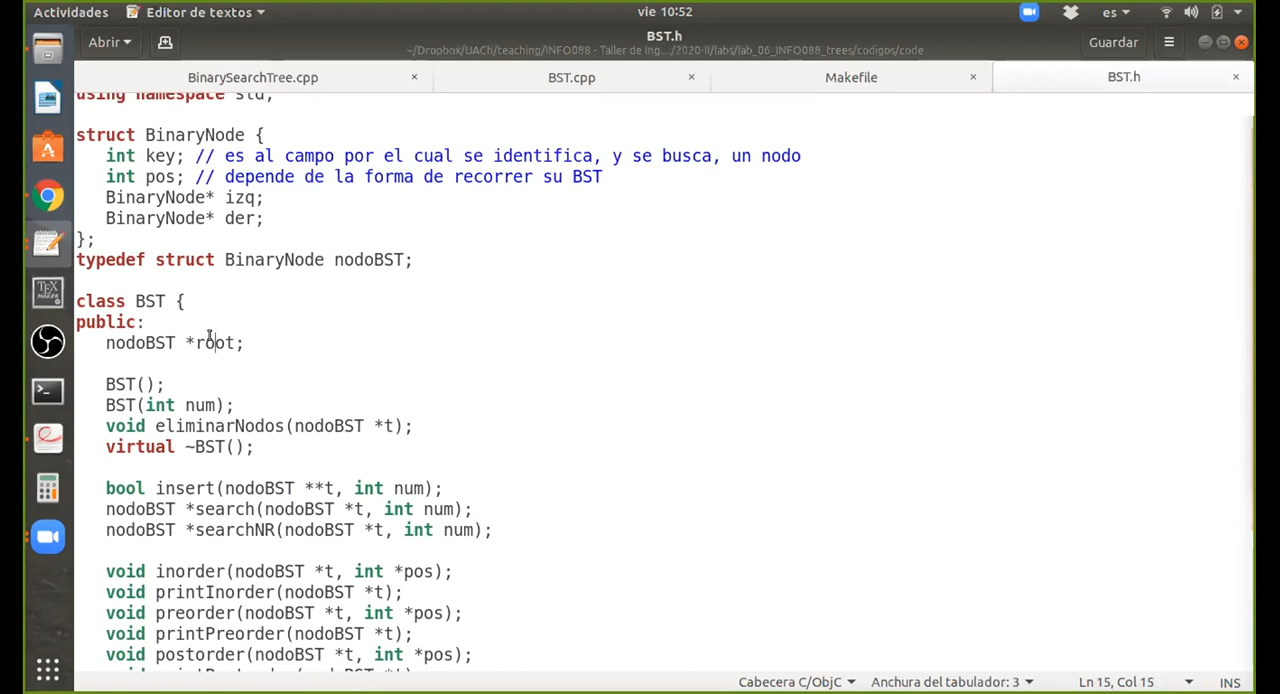 Actividades Editor de textos vie 10:52 es
Abrir BST.h Guardar
~/Dropbox/UACh/teaching/INFO088 - Taller de Ing.../2020-II/labs/lab_06_INFO088_trees/codigos/code
BinarySearchTree.cpp × BST.cpp × Makefile × BST.h ×
using namespace std;
struct BinaryNode {
int key; // es al campo por el cual se identifica, y se busca, un nodo
int pos; // depende de la forma de recorrer su BST
BinaryNode* izq;
BinaryNode* der;
};
typedef struct BinaryNode nodoBST;
class BST {
public:
nodoBST *root;
BST();
BST(int num);
void eliminarNodos(nodoBST *t);
virtual ~BST();
bool insert(nodoBST **t, int num);
nodoBST *search(nodoBST *t, int num);
nodoBST *searchNR(nodoBST *t, int num);
void inorder(nodoBST *t, int *pos);
void printInorder(nodoBST *t);
void preorder(nodoBST *t, int *pos);
void printPreorder(nodoBST *t);
void postorder(nodoBST *t, int *pos);
Cabecera C/ObjC Anchura del tabulador: 3 Ln 15, Col 15 INS